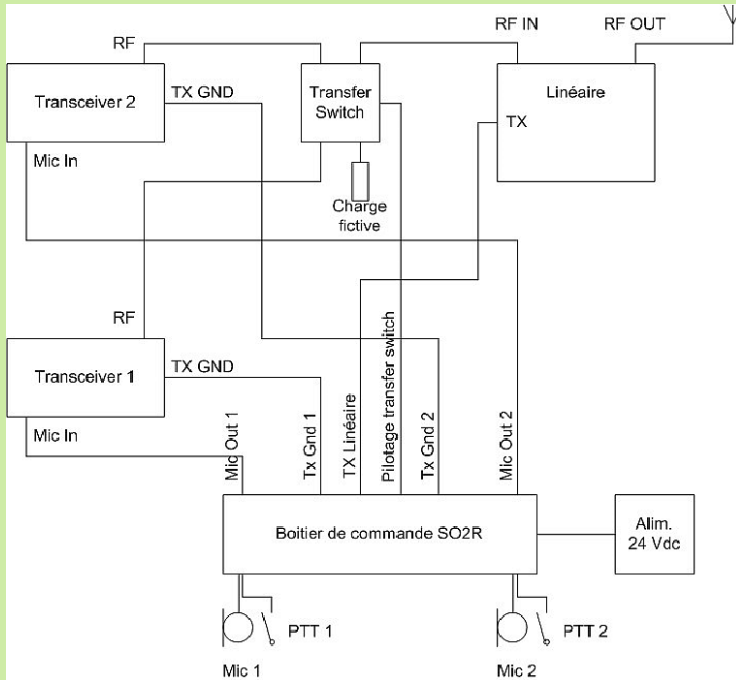 RF IN
RF OUT
RF
Transceiver 2
TX GND
Transfer
Switch
Linéaire
TX
Mic In
Charge
fictive
RF
Transceiver 1
TX GND
Mic In
Mic Out 1
Tx Gnd 1
TX Linéaire
Pilotage transfer switch
Tx Gnd 2
Mic Out 2
Boitier de commande SO2R
Alim.
24 Vdc
PTT 1
PTT 2
Mic 1
Mic 2